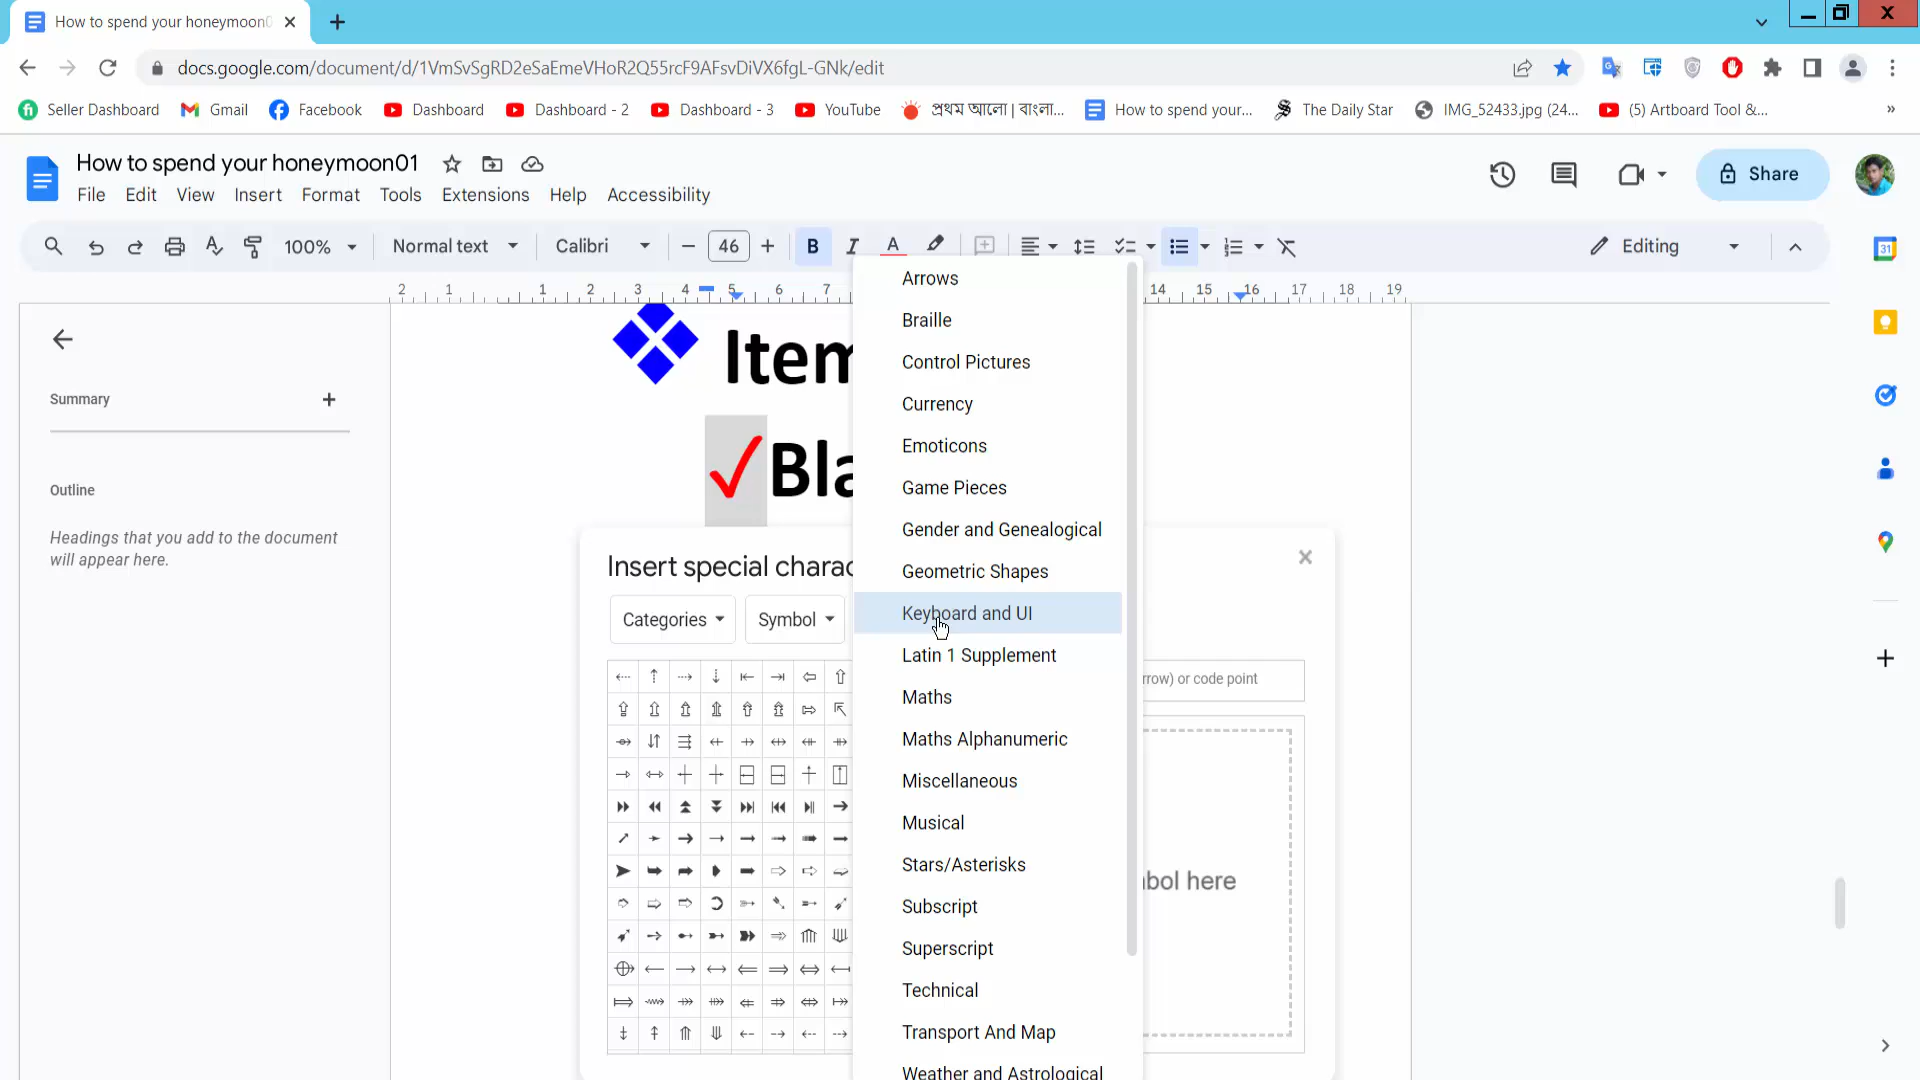 How to spend your honeymoon0
docs.google.com/document/d/1VmSvSgRD2eSaEmeVHoR2Q55rcF9AFsvDiVX6fgL-GNk/edit
Seller Dashboard Gmail Facebook Dashboard Dashboard - 2 Dashboard - 3 YouTube প্রথম আলো | বাংলা... How to spend your... The Daily Star IMG_52433.jpg (24... (5) Artboard Tool &...
How to spend your honeymoon01
Share
File Edit View Insert Format Tools Extensions Help Accessibility
100% Normal text Calibri 46 B I A Editing
2 1 1 2 3 4 5 6 7 14 15 16 17 18 19
31
Summary
Outline
Headings that you add to the document
will appear here.
❖ Item
✓Bla
Insert special charac
Categories Symbol
Arrows
Braille
Control Pictures
Currency
Emoticons
Game Pieces
Gender and Genealogical
Geometric Shapes
Keyboard and UI
Latin 1 Supplement
Maths
Maths Alphanumeric
Miscellaneous
Musical
Stars/Asterisks
Subscript
Superscript
Technical
Transport And Map
Weather and Astrological
rrow) or code point
bol here